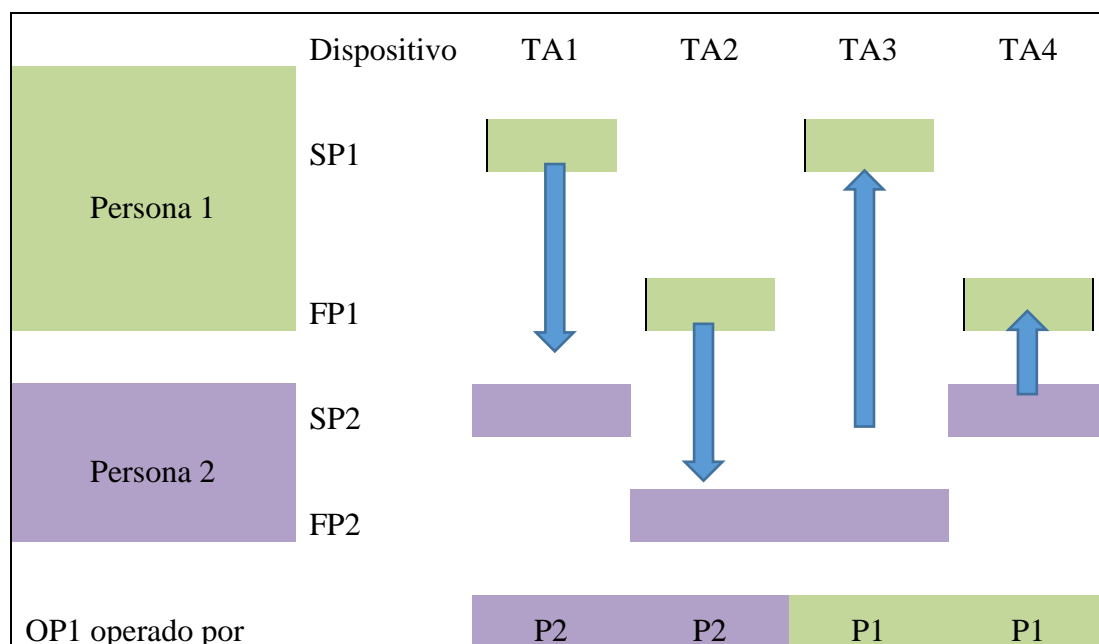 Dispositivo TA1 TA2 TA3 TA4
SP1
Persona 1
FP1
SP2
Persona 2
FP2
OP1 operado por P2 P2 P1 P1